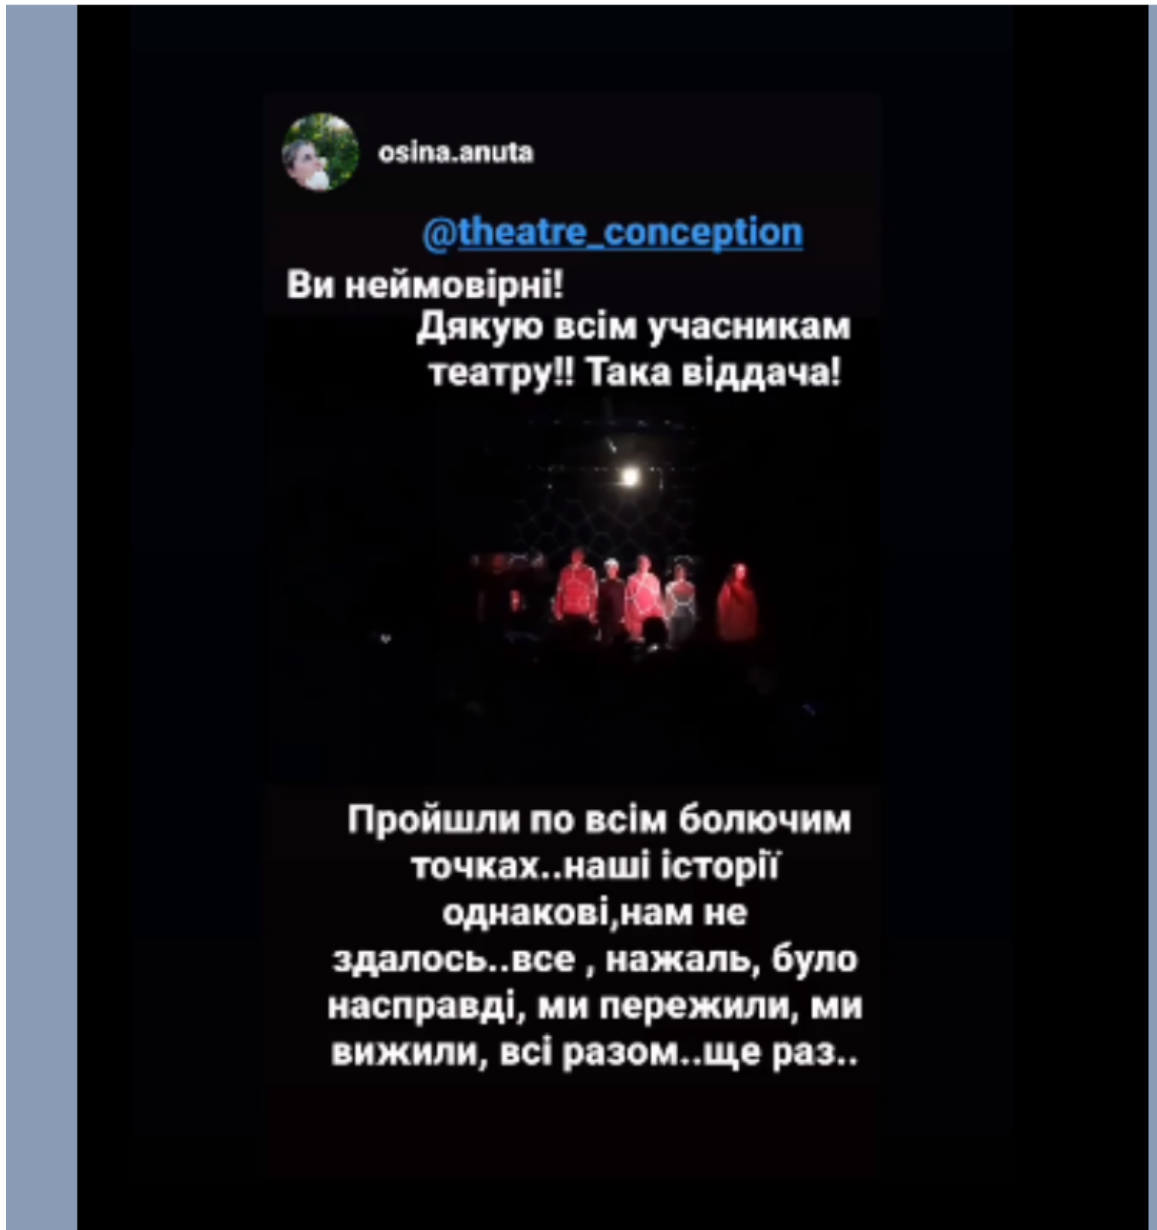 osina.anuta
@theatre_conception
Ви неймовірні!
Дякую всім учасникам
театру!! Така віддача!
Пройшли по всім болючим
точках..наші історії
однакові,нам не
здалось..все , нажаль, було
насправді, ми пережили, ми
вижили, всі разом..ще раз..